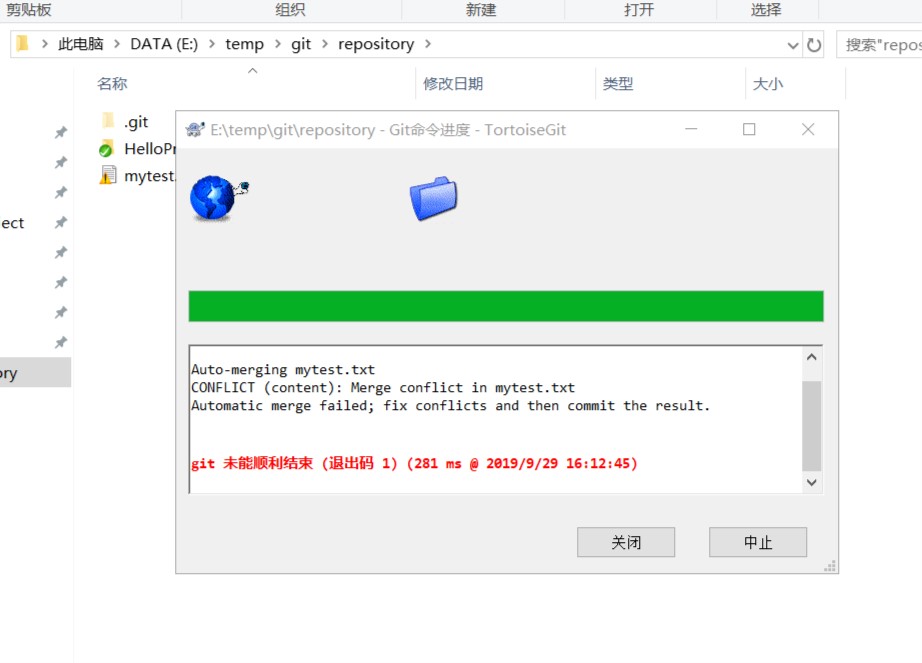 剪贴板 组织 新建 打开 选择
此电脑 DATA (E:) temp git repository 搜索"repos
名称 修改日期 类型 大小
.git
HelloPr
mytest.
ect
ory
E:\temp\git\repository - Git命令进度 - TortoiseGit
Auto-merging mytest.txt
CONFLICT (content): Merge conflict in mytest.txt
Automatic merge failed; fix conflicts and then commit the result.
git 未能顺利结束 (退出码 1) (281 ms @ 2019/9/29 16:12:45)
关闭 中止